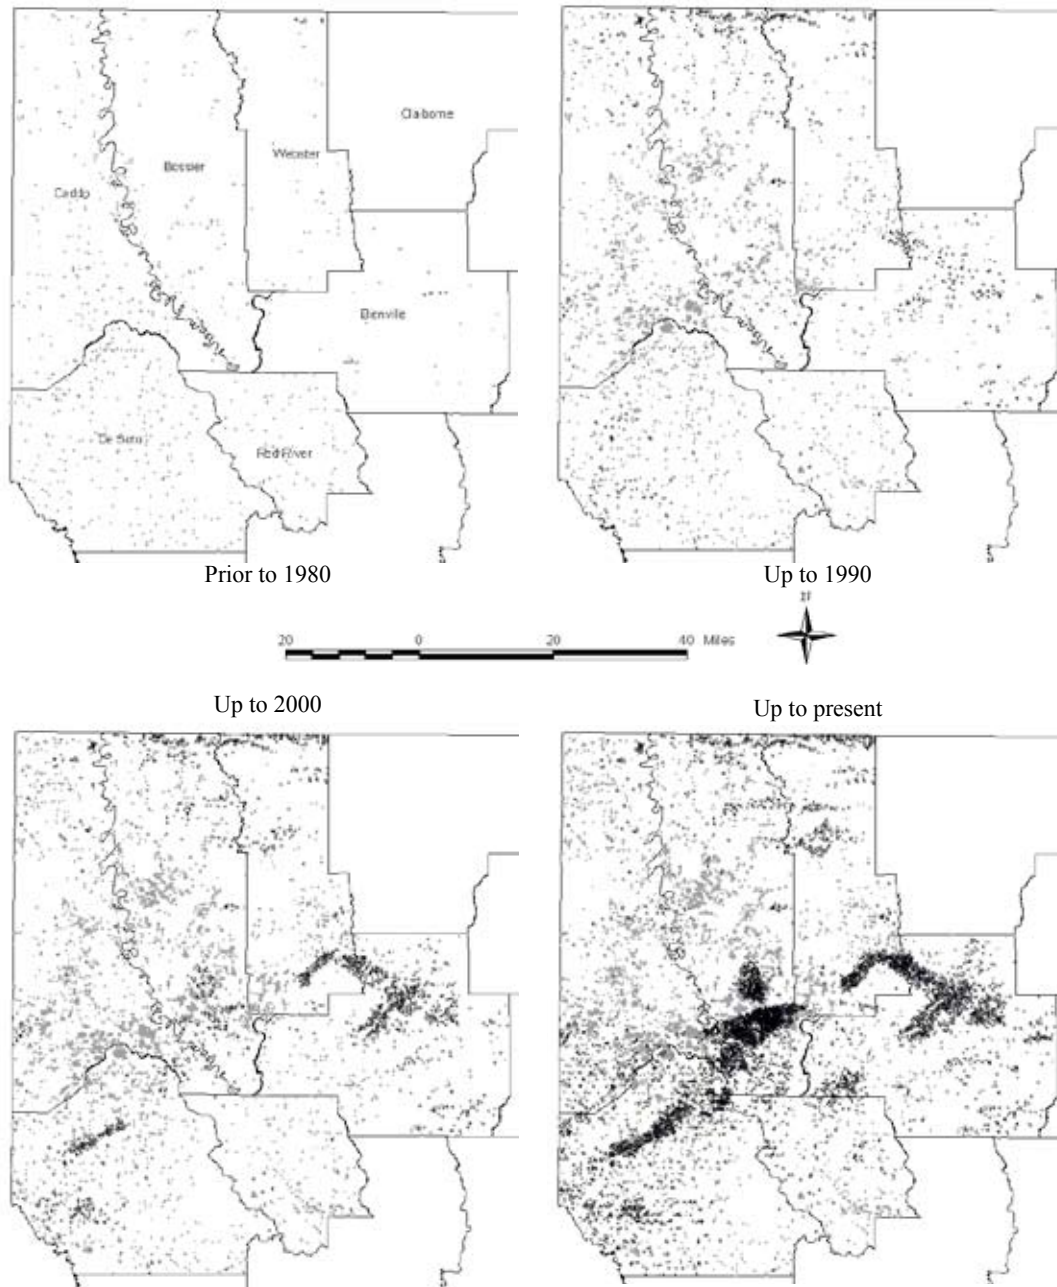 Claiborne
Webster
Bossier
Caddo
Bienville
De Soto
Red River
Prior to 1980
Up to 1990
N
20 0 20 40 Miles
Up to 2000
Up to present